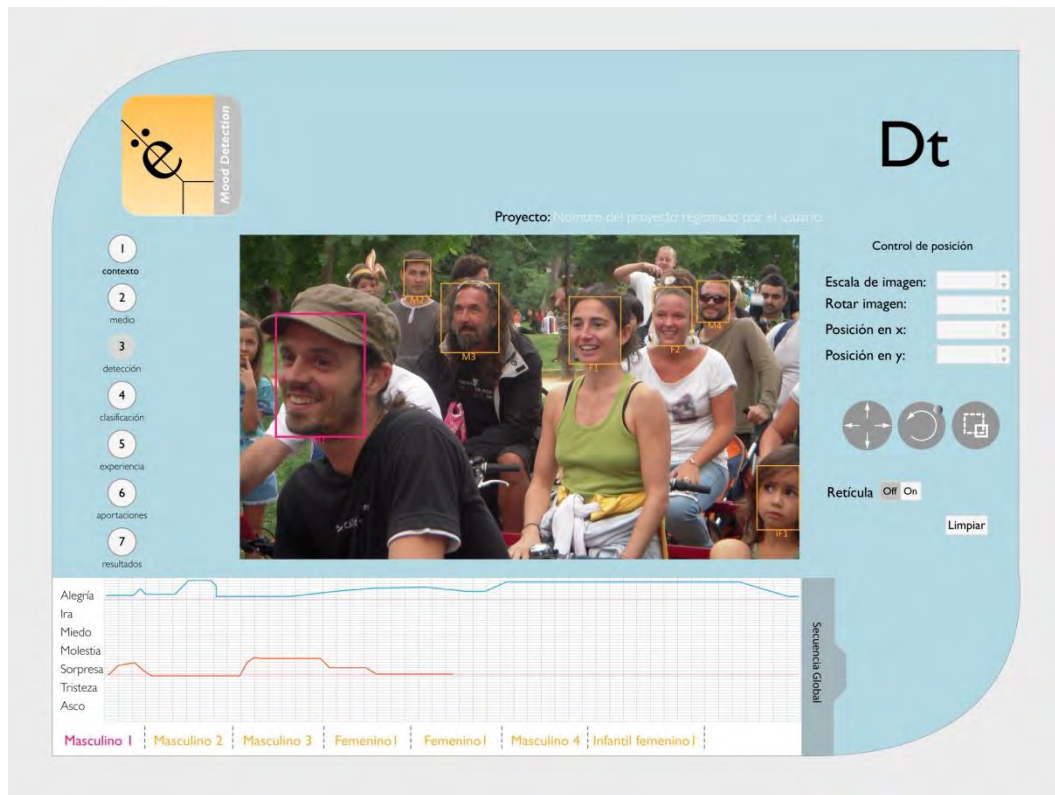 Mood Detection
Dt
Proyecto: Nombre del proyecto registrado por el usuario
1
contexto
2
medio
3
detección
4
clasificación
5
experiencia
6
aportaciones
7
resultados
M2
M3
F1
F2
M4
IF1
Control de posición
Escala de imagen:
Rotar imagen:
Posición en x:
Posición en y:
Retícula Off On
Limpiar
Alegría
Ira
Miedo
Molestia
Sorpresa
Tristeza
Asco
Secuencia Global
Masculino 1 Masculino 2 Masculino 3 Femenino1 Femenino1 Masculino 4 Infantil femenino1